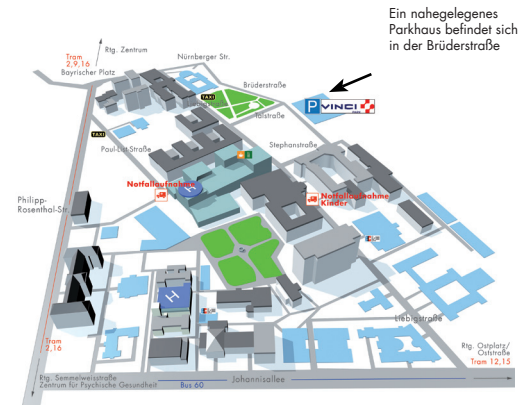 Ein nahegelegenes
Parkhaus befindet sich
in der Brüderstraße
Tram
2,9,16
Rtg. Zentrum
Bayrischer Platz
Nürnberger Str.
Brüderstraße
TAXI
P VINCI
PARK
Talstraße
TAXI
Paul-List-Straße
Stephanstraße
Notfallaufnahme
H
Notfallaufnahme
Kinder
Philipp-
Rosenthal-Str.
H
Liebigstraße
Tram
2,16
Rtg. Ostplatz/
Oststraße
Tram 12,15
Rtg. Semmelweisstraße
Zentrum für Psychische Gesundheit
Bus 60
Johannisallee